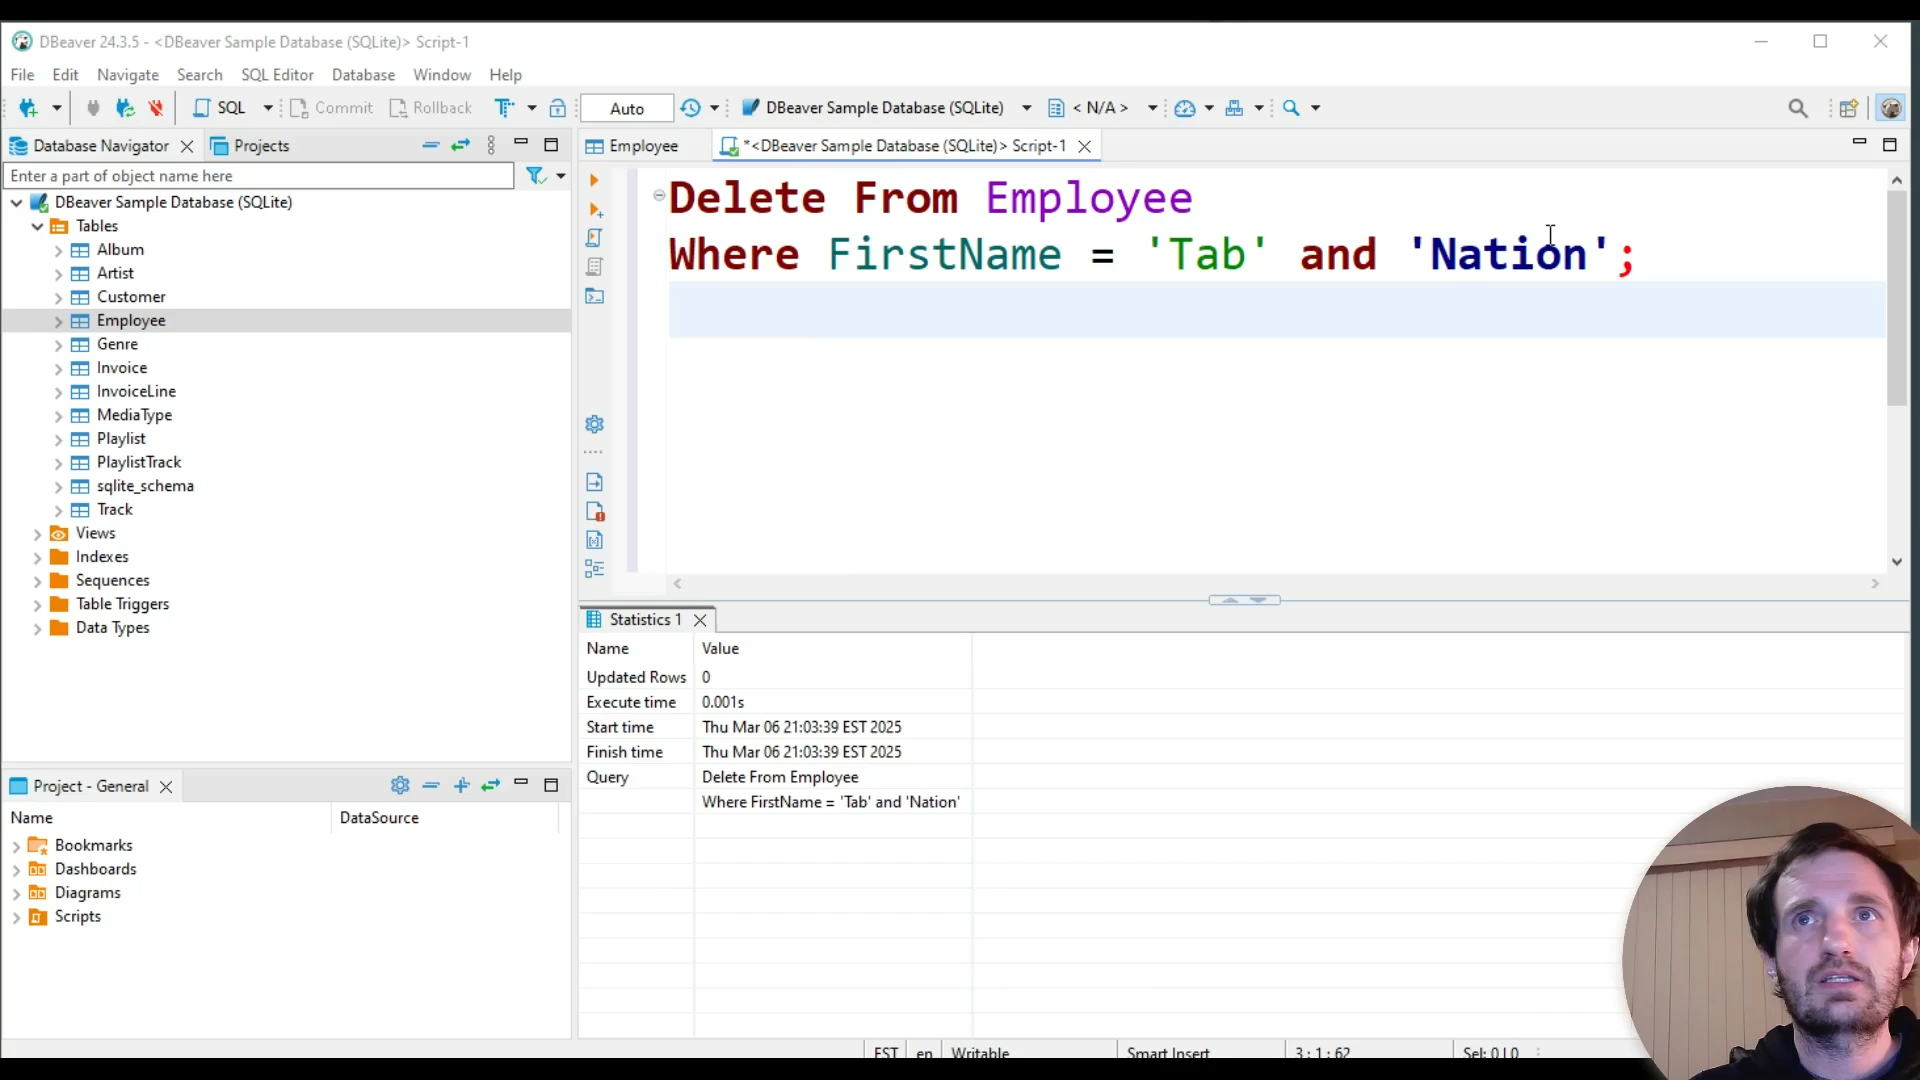 DBeaver 24.3.5 - <DBeaver Sample Database (SQLite)> Script-1
File Edit Navigate Search SQL Editor Database Window Help
SQL Commit Rollback Auto DBeaver Sample Database (SQLite) < N/A >
Database Navigator Projects
Employee *<DBeaver Sample Database (SQLite)> Script-1
Enter a part of object name here
DBeaver Sample Database (SQLite)
Tables
Album
Artist
Customer
Employee
Genre
Invoice
InvoiceLine
MediaType
Playlist
PlaylistTrack
sqlite_schema
Track
Views
Indexes
Sequences
Table Triggers
Data Types
Delete From Employee
Where FirstName = 'Tab' and 'Nation';
Statistics 1
Name Value
Updated Rows 0
Execute time 0.001s
Start time Thu Mar 06 21:03:39 EST 2025
Finish time Thu Mar 06 21:03:39 EST 2025
Query Delete From Employee
Where FirstName = 'Tab' and 'Nation'
Project - General
Name DataSource
Bookmarks
Dashboards
Diagrams
Scripts
EST en Writable Smart Insert 3 : 1 : 62 Sel: 0 | 0